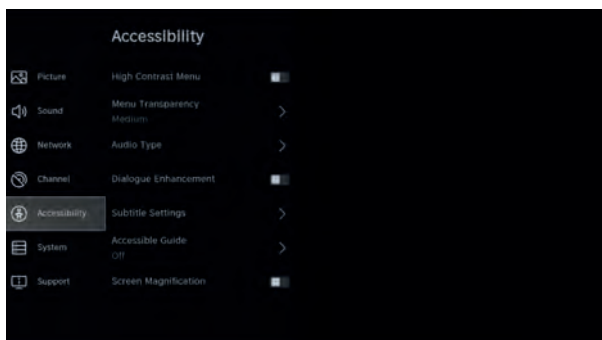 Accessibility
Picture
Sound
Network
Channel
Accessibility
System
Support
High Contrast Menu
Menu Transparency
Medium
Audio Type
Dialogue Enhancement
Subtitle Settings
Accessible Guide
Off
Screen Magnification